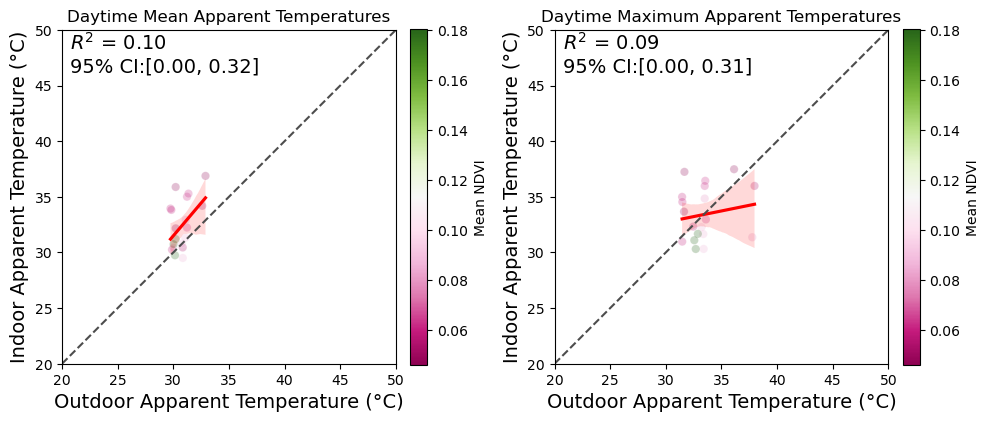 Daytime Mean Apparent Temperatures
R² = 0.10
95% CI:[0.00, 0.32]
Indoor Apparent Temperature (°C)
50
45
40
35
30
25
20
20 25 30 35 40 45 50
Outdoor Apparent Temperature (°C)
0.18
0.16
0.14
0.12
0.10
0.08
0.06
Mean NDVI
Daytime Maximum Apparent Temperatures
R² = 0.09
95% CI:[0.00, 0.31]
Indoor Apparent Temperature (°C)
50
45
40
35
30
25
20
20 25 30 35 40 45 50
Outdoor Apparent Temperature (°C)
0.18
0.16
0.14
0.12
0.10
0.08
0.06
Mean NDVI